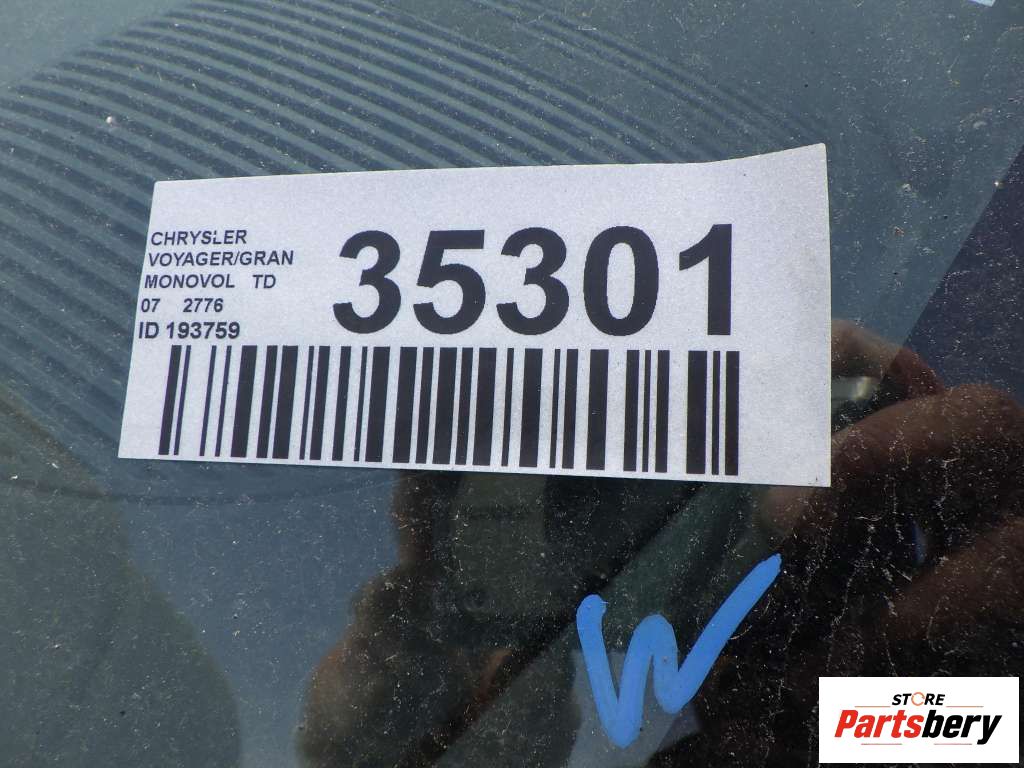 CHRYSLER
VOYAGER/GRAN
MONOVOL TD
07 2776
ID 193759
35301
W
STORE
Partsbery